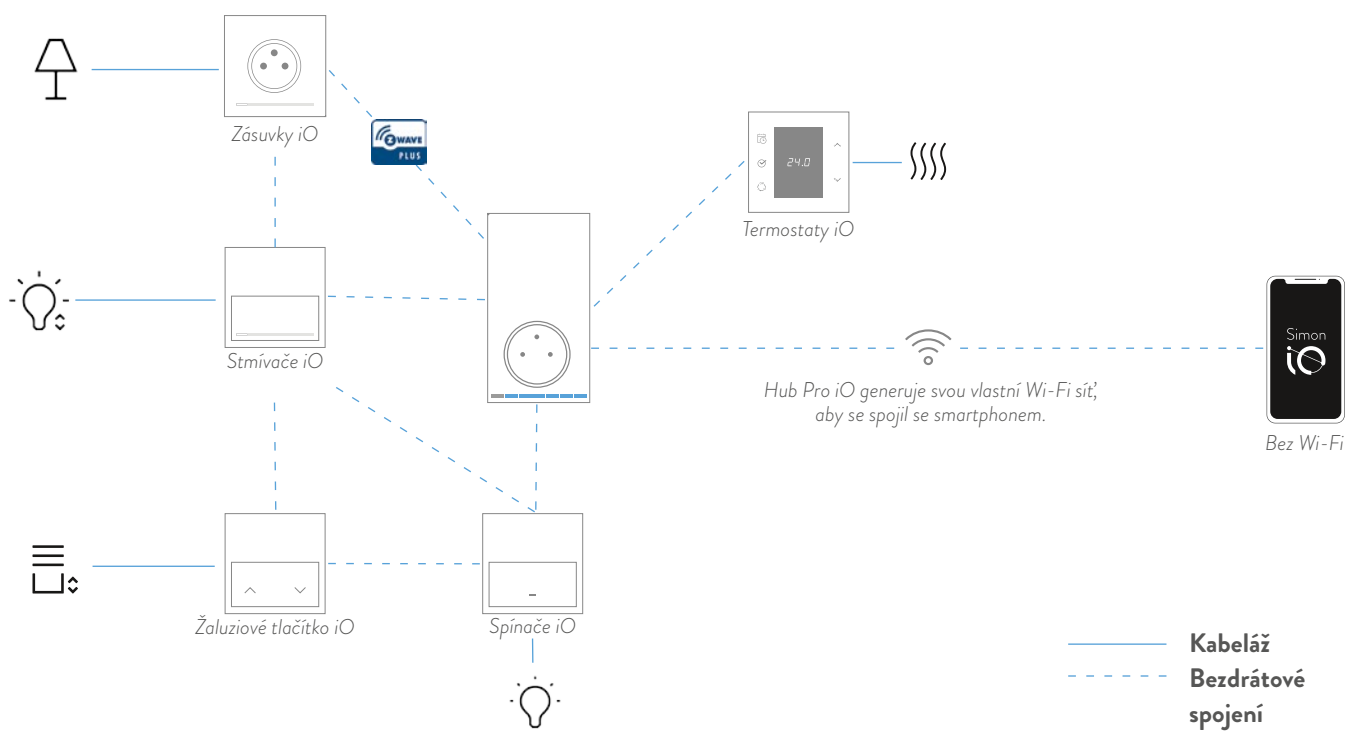 Zásuvky iO
Z WAVE
PLUS
24.0
Termostaty iO
Stmívače iO
Hub Pro iO generuje svou vlastní Wi-Fi síť,
aby se spojil se smartphonem.
Simon
iO
Bez Wi-Fi
Žaluziové tlačítko iO
Spínače iO
Kabeláž
Bezdrátové
spojení